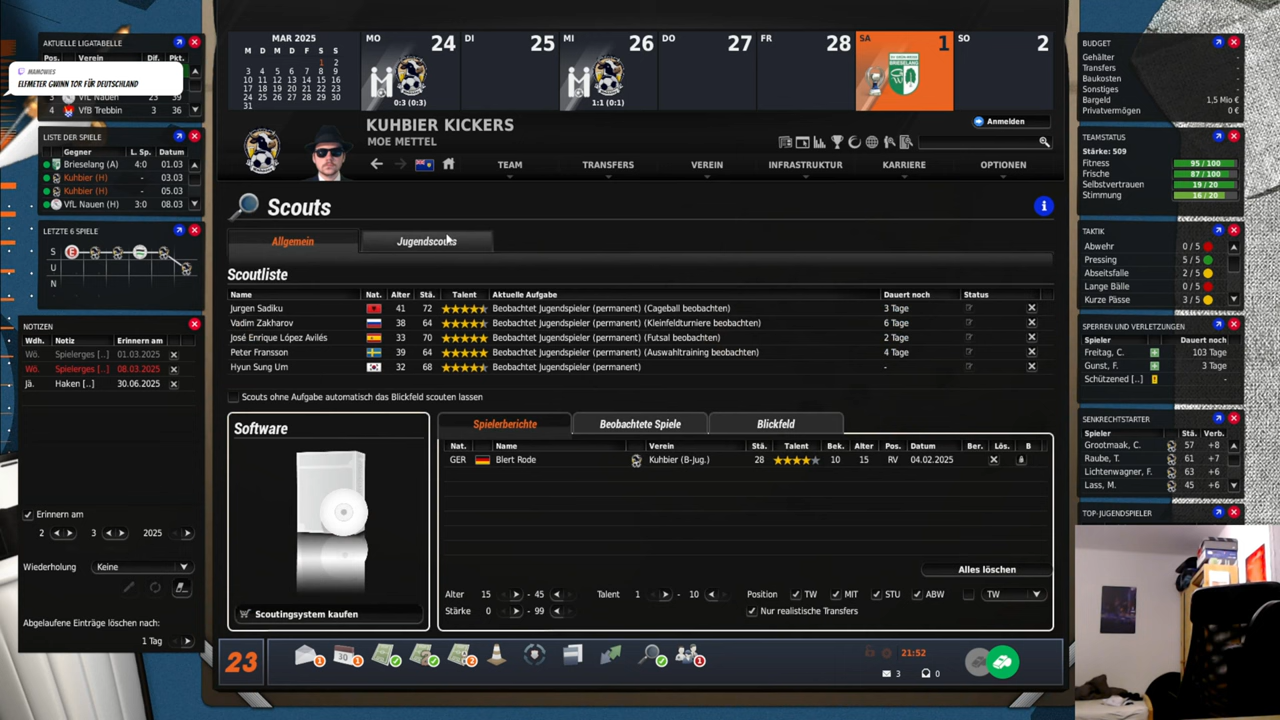 AKTUELLE LIGATABELLE
Pos. Verein Dif. Pkt.
MAMOWIES
ELFMETER GWINN TOR FÜR DEUTSCHLAND
3 VfL Nauen 23 39
4 VfB Trebbin 3 36
LISTE DER SPIELE
Gegner L. Sp. Datum
Brieselang (A) 4:0 01.03
Kuhbier (H) - 03.03
Kuhbier (H) - 05.03
VfL Nauen (H) 3:0 08.03
LETZTE 6 SPIELE
S
U
N
NOTIZEN
Wdh. Notiz Erinnern am
Wö. Spielerges [..] 01.03.2025
Wö. Spielerges [..] 08.03.2025
Jä. Haken [..] 30.06.2025
Erinnern am
2 3 2025
Wiederholung Keine
Abgelaufene Einträge löschen nach:
1 Tag
MAR 2025
M D M D F S S
1 2
3 4 5 6 7 8 9
10 11 12 13 14 15 16
17 18 19 20 21 22 23
24 25 26 27 28 29 30
31
MO 24
0:3 (0:3)
DI 25
MI 26
1:1 (0:1)
DO 27
FR 28
SA 1
BRIESELANG
SO 2
KUHBIER KICKERS
MOE METTEL
Anmelden
TEAM TRANSFERS VEREIN INFRASTRUKTUR KARRIERE OPTIONEN
Scouts
Allgemein Jugendscouts
Scoutliste
Name Nat. Alter Stä. Talent Aktuelle Aufgabe Dauert noch Status
Jurgen Sadiku 41 72 Beobachtet Jugendspieler (permanent) (Cageball beobachten) 3 Tage
Vadim Zakharov 38 64 Beobachtet Jugendspieler (permanent) (Kleinfeldturniere beobachten) 6 Tage
José Enrique López Avilés 33 70 Beobachtet Jugendspieler (permanent) (Futsal beobachten) 2 Tage
Peter Fransson 39 64 Beobachtet Jugendspieler (permanent) (Auswahltraining beobachten) 4 Tage
Hyun Sung Um 32 68 Beobachtet Jugendspieler (permanent) -
Scouts ohne Aufgabe automatisch das Blickfeld scouten lassen
Software
Scoutingsystem kaufen
Spielerberichte Beobachtete Spiele Blickfeld
Nat. Name Verein Stä. Talent Bek. Alter Pos. Datum Ber. Lös. B
GER Blert Rode Kuhbier (B-Jug.) 28 10 15 RV 04.02.2025
Alles löschen
Alter 15 - 45 Talent 1 - 10 Position TW MIT STU ABW TW
Stärke 0 - 99 Nur realistische Transfers
23
21:52
3 0
BUDGET
Gehälter
Transfers
Baukosten
Sonstiges
Bargeld 1,5 Mio €
Privatvermögen 0 €
TEAMSTATUS
Stärke: 509
Fitness 95 / 100
Frische 87 / 100
Selbstvertrauen 19 / 20
Stimmung 16 / 20
TAKTIK
Abwehr 0 / 5
Pressing 5 / 5
Abseitsfalle 2 / 5
Lange Bälle 0 / 5
Kurze Pässe 3 / 5
SPERREN UND VERLETZUNGEN
Spieler Dauert noch
Freitag, C. 103 Tage
Gunst, F. 3 Tage
Schützened [..] -
SENKRECHTSTARTER
Spieler Stä. Verb.
Grootmaak, C. 57 +8
Raube, T. 61 +7
Lichtenwagner, F. 63 +6
Lass, M. 45 +6
TOP-JUGENDSPIELER